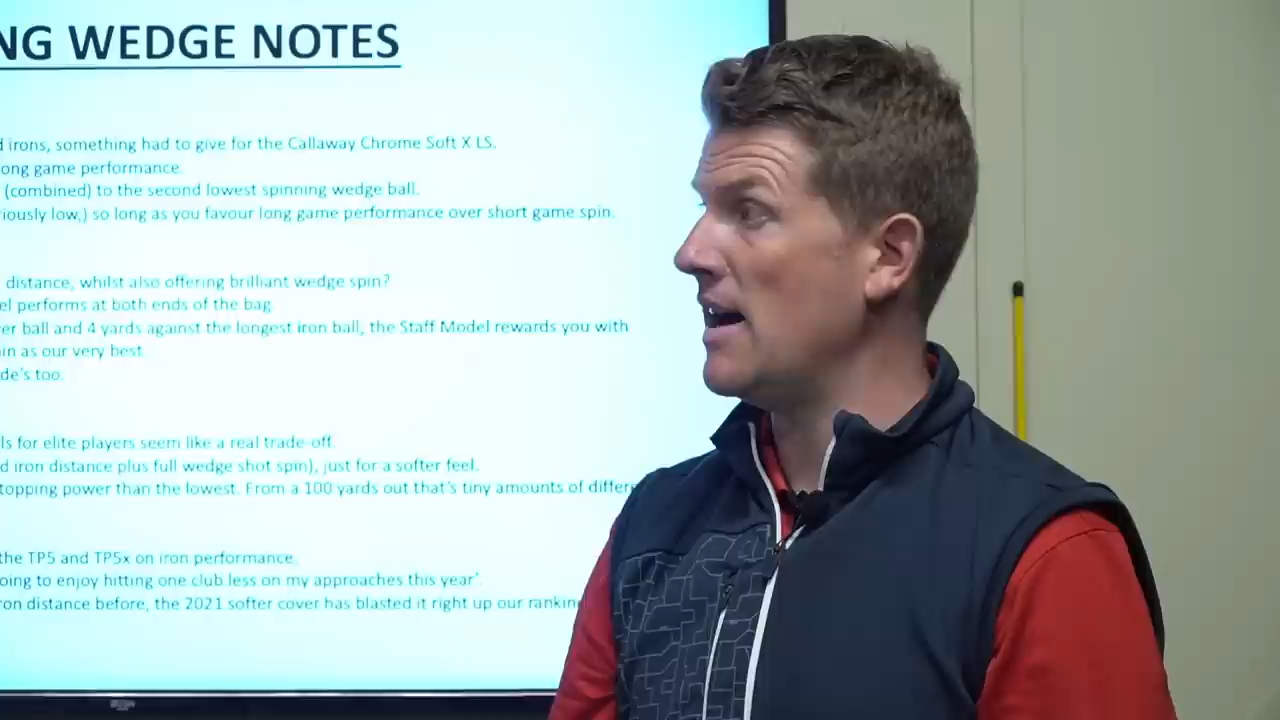 NG WEDGE NOTES
irons, something had to give for the Callaway Chrome Soft X LS.
ong game performance.
(combined) to the second lowest spinning wedge ball.
riously low,) so long as you favour long game performance over short game spin.
distance, whilst also offering brilliant wedge spin?
el performs at both ends of the bag.
er ball and 4 yards against the longest iron ball, the Staff Model rewards you with
in as our very best.
de's too.
ls for elite players seem like a real trade-off.
d iron distance plus full wedge shot spin), just for a softer feel.
topping power than the lowest. From a 100 yards out that's tiny amounts of differe
the TP5 and TP5x on iron performance.
oing to enjoy hitting one club less on my approaches this year'.
ron distance before, the 2021 softer cover has blasted it right up our rankin